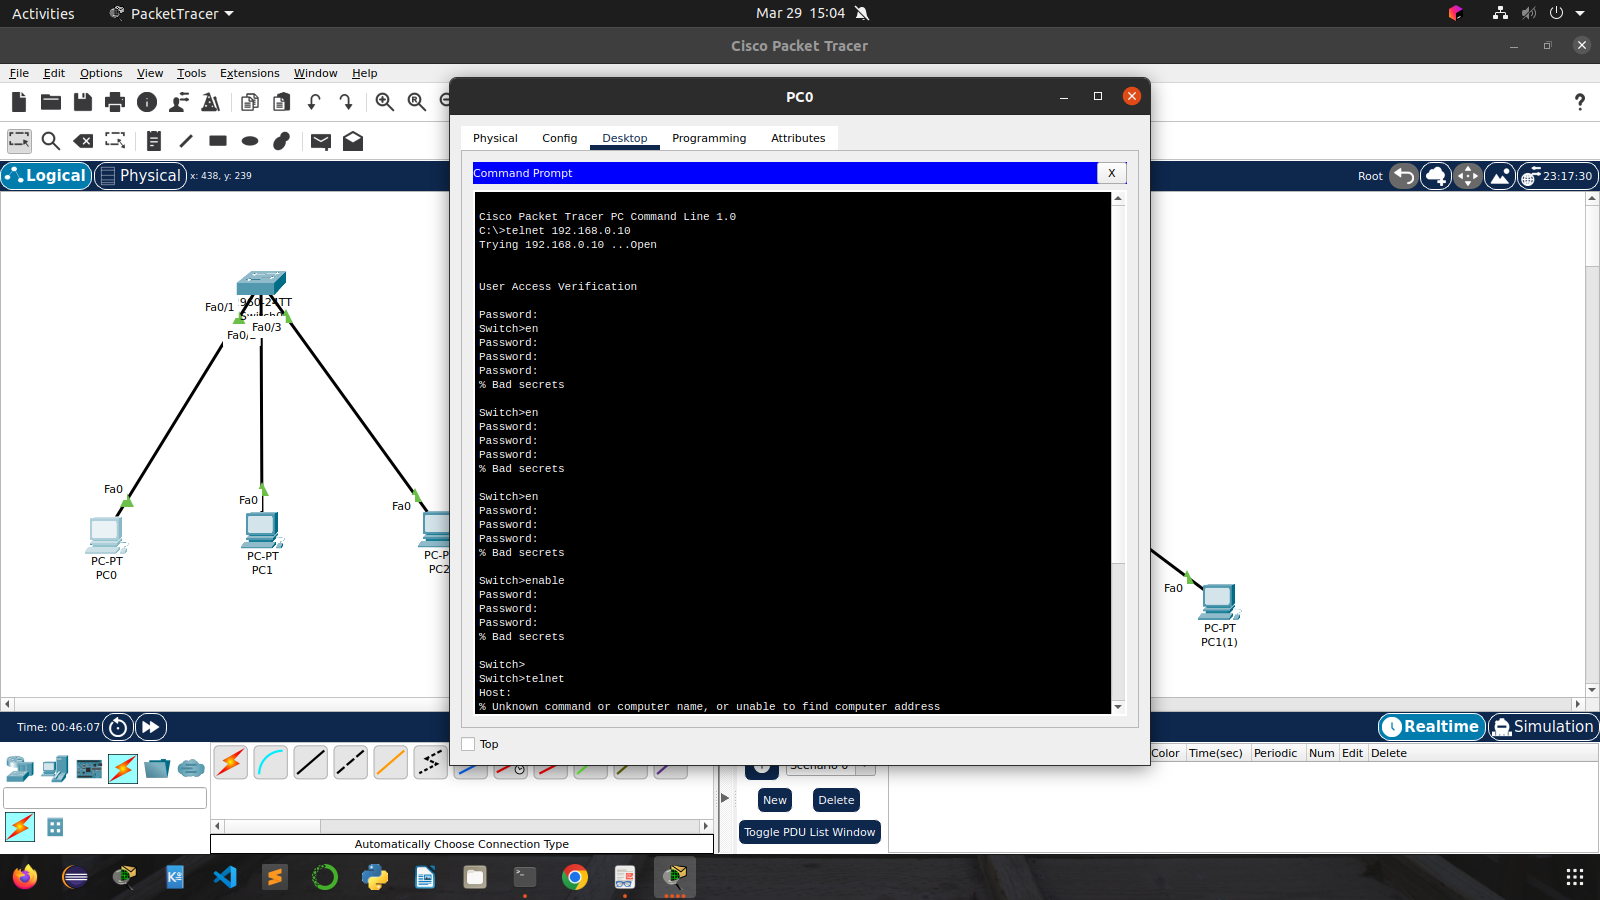 Activities
PacketTracer
Mar 29 15:04
Cisco Packet Tracer
File Edit Options View Tools Extensions Window Help
PC0
Physical Config Desktop Programming Attributes
Command Prompt
X
Logical
Physical
x: 438, y: 239
Root
23:17:30
Cisco Packet Tracer PC Command Line 1.0
C:\>telnet 192.168.0.10
Trying 192.168.0.10 ...Open
User Access Verification
Password:
Switch>en
Password:
Password:
Password:
% Bad secrets
Switch>en
Password:
Password:
Password:
% Bad secrets
Switch>en
Password:
Password:
Password:
% Bad secrets
Switch>enable
Password:
Password:
Password:
% Bad secrets
Switch>
Switch>telnet
Host:
% Unknown command or computer name, or unable to find computer address
Top
Fa0/1
Fa0/3
Fa0
PC-PT
PC0
Fa0
PC-PT
PC1
Fa0
PC2
Fa0
PC-PT
PC1(1)
Time: 00:46:07
Realtime
Simulation
Color Time(sec) Periodic Num Edit Delete
New
Delete
Toggle PDU List Window
Automatically Choose Connection Type